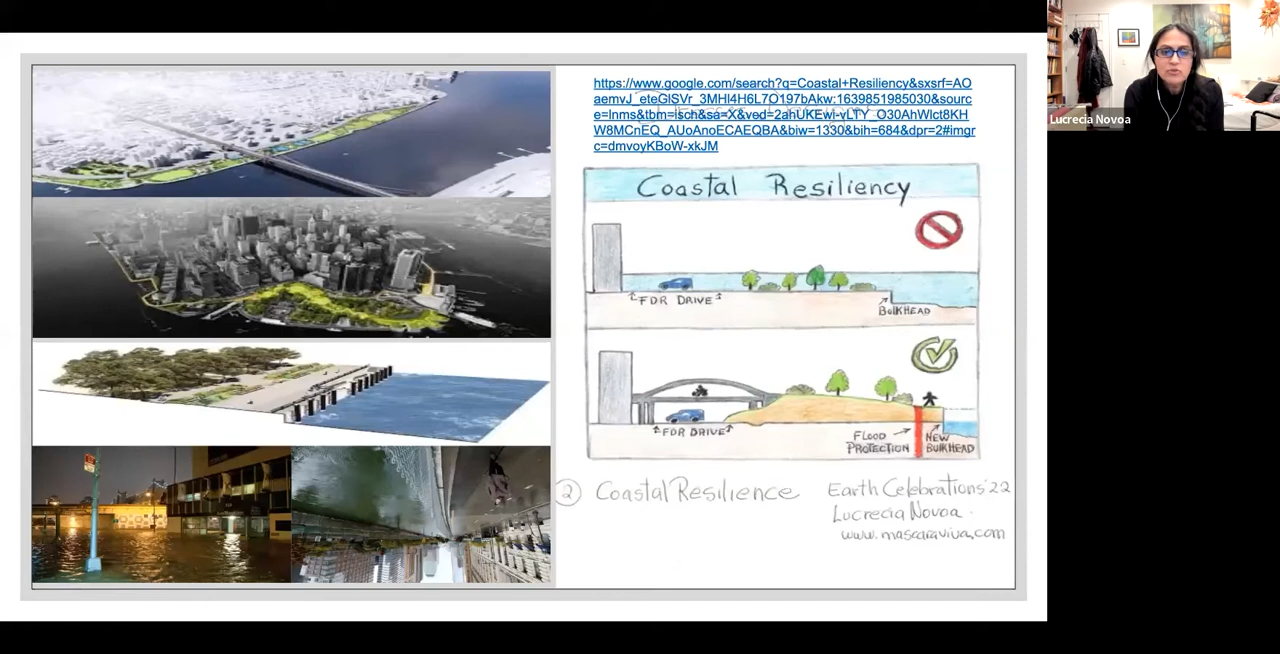 https://www.google.com/search?q=Coastal+Resiliency&sxsrf=AO
aemvJ_eteGlSVr_3MHl4H6L7O197bAkw:1639851985030&sourc
e=lnms&tbm=isch&sa=X&ved=2ahUKEwi-vLTY_O30AhWlct8KH
W8MCnEQ_AUoAnoECAEQBA&biw=1330&bih=684&dpr=2#imgr
c=dmvoyKBoW-xkJM
Coastal Resiliency
FDR DRIVE
BULKHEAD
FDR DRIVE
FLOOD
PROTECTION
NEW
BULKHEAD
2 Coastal Resilience
Earth Celebrations '22
Lucrecia Novoa.
www.mascaraviva.com
Lucrecia Novoa